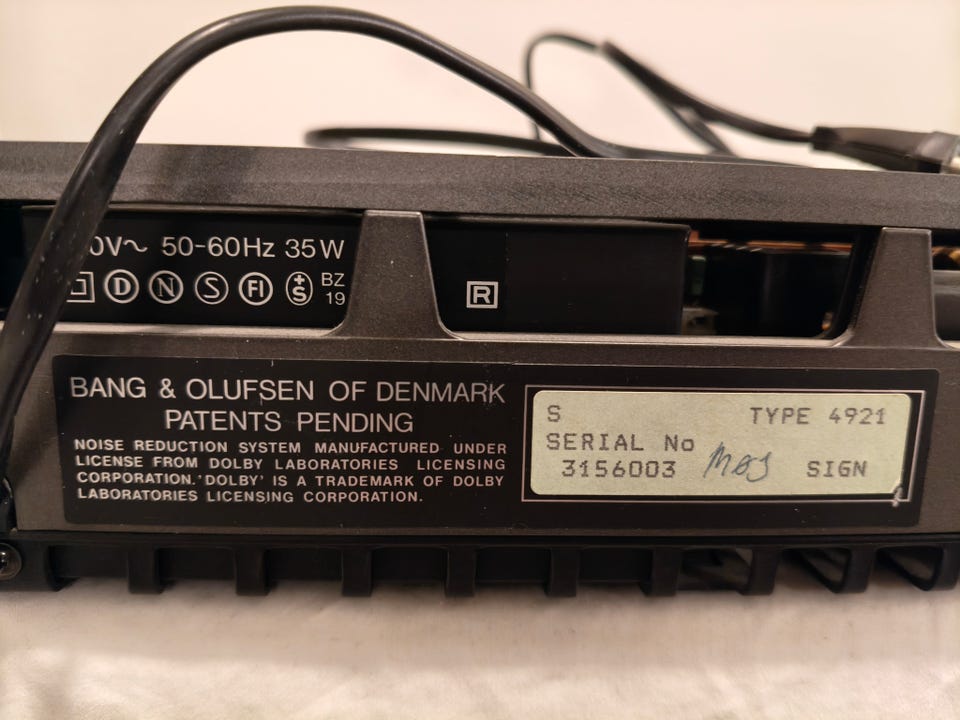 0V~ 50-60Hz 35W
D N S FI +S BZ 19
R
BANG & OLUFSEN OF DENMARK
PATENTS PENDING
NOISE REDUCTION SYSTEM MANUFACTURED UNDER
LICENSE FROM DOLBY LABORATORIES LICENSING
CORPORATION.'DOLBY' IS A TRADEMARK OF DOLBY
LABORATORIES LICENSING CORPORATION.
S TYPE 4921
SERIAL No
3156003 SIGN